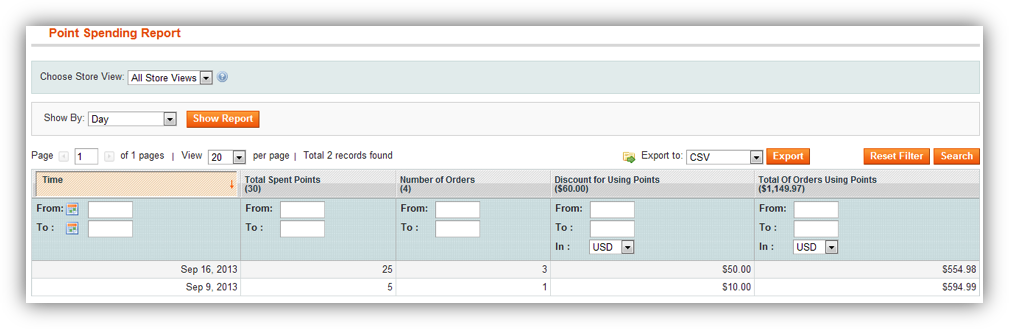 Point Spending Report
Choose Store View: All Store Views
Show By: Day Show Report
Page 1 of 1 pages | View 20 per page | Total 2 records found Export to: CSV Export Reset Filter Search
Time Total Spent Points Number of Orders Discount for Using Points Total Of Orders Using Points
(30) (4) ($60.00) ($1,149.97)
From: From: From: From: From:
To : To : To : To : To :
In : USD In : USD
Sep 16, 2013 25 3 $50.00 $554.98
Sep 9, 2013 5 1 $10.00 $594.99